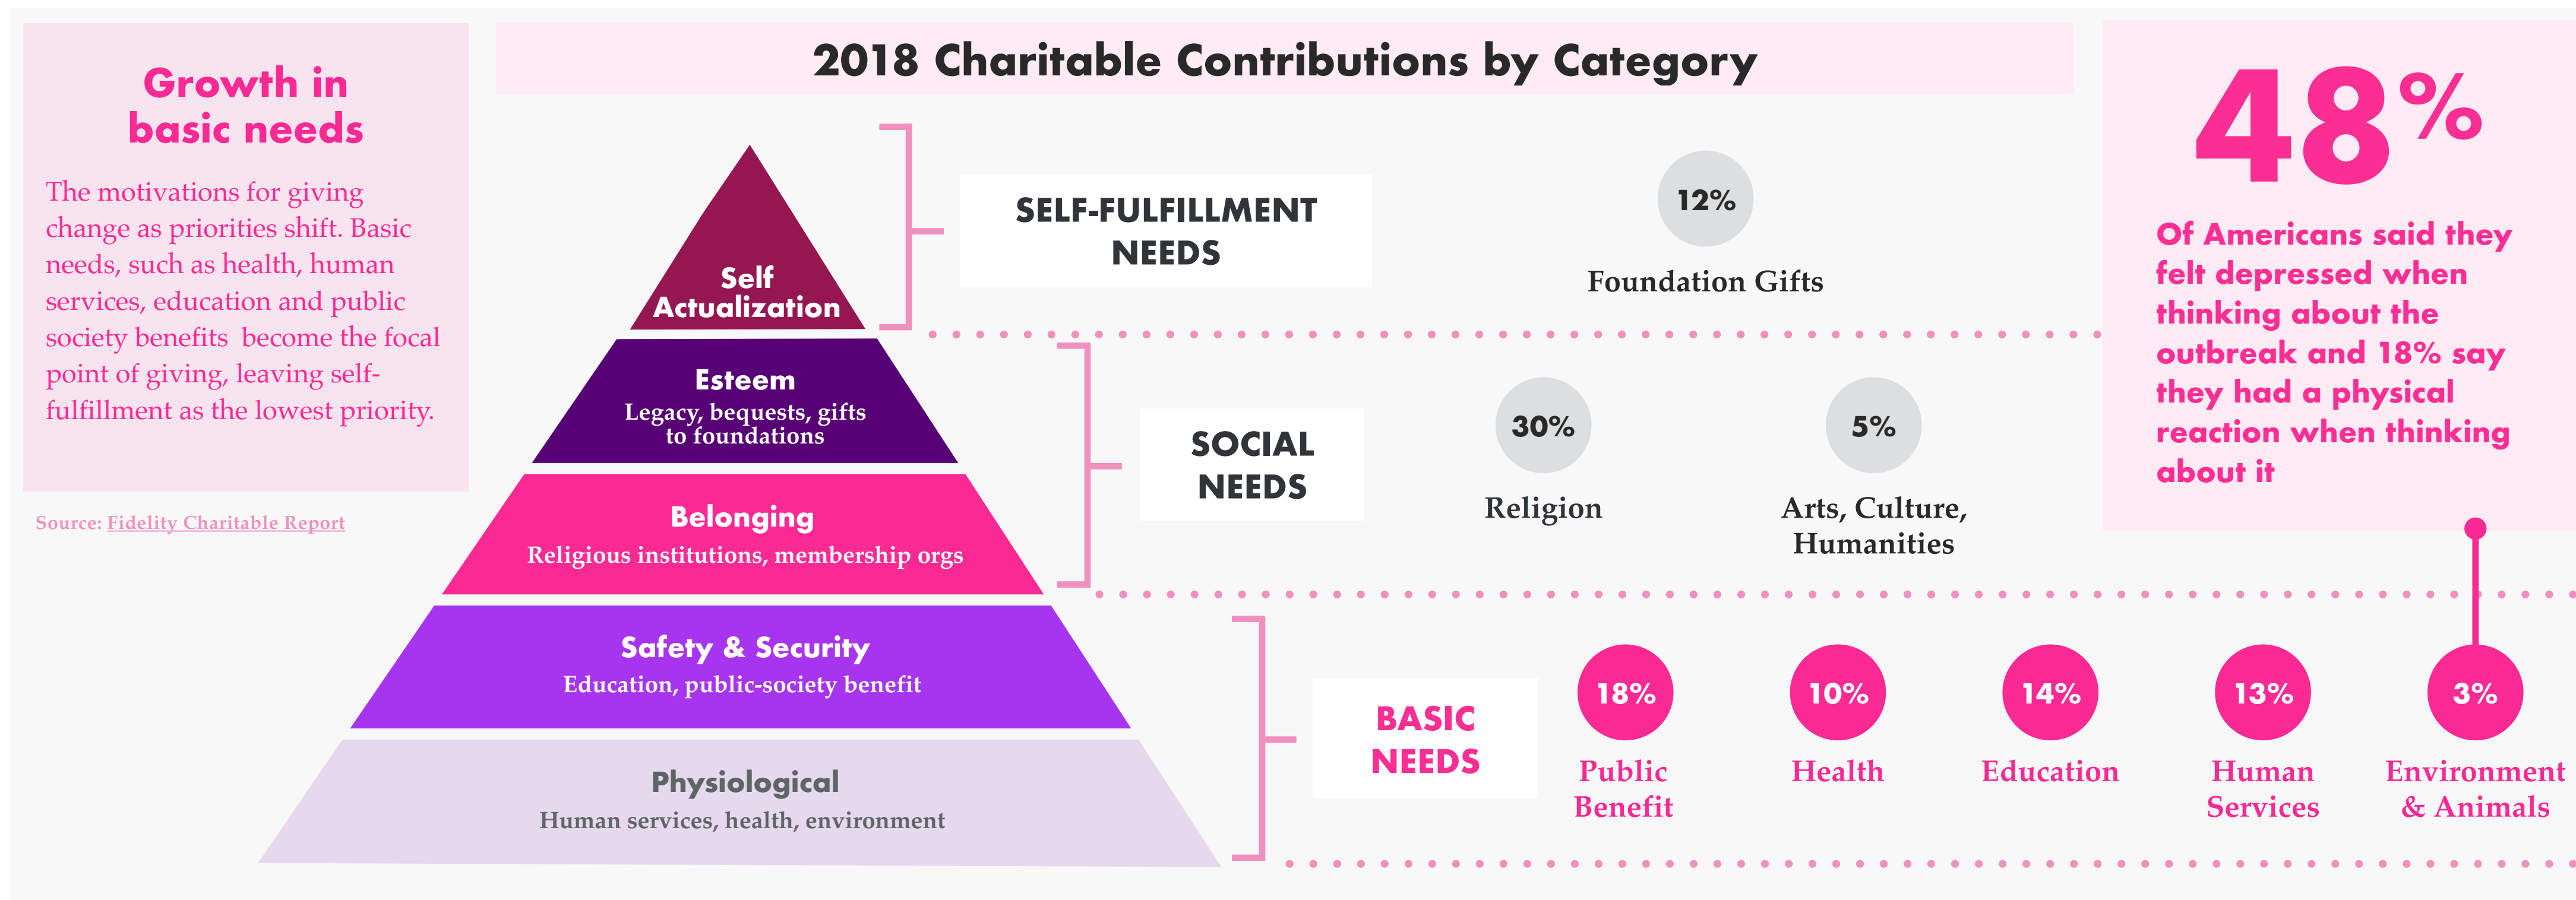 Growth in
basic needs
The motivations for giving
change as priorities shift. Basic
needs, such as health, human
services, education and public
society benefits  become the focal
point of giving, leaving self-
fulfillment as the lowest priority.
Source: Fidelity Charitable Report
2018 Charitable Contributions by Category
Self
Actualization
Esteem
Legacy, bequests, gifts
to foundations
Belonging
Religious institutions, membership orgs
Safety & Security
Education, public-society benefit
Physiological
Human services, health, environment
SELF-FULFILLMENT
NEEDS
12%
Foundation Gifts
SOCIAL
NEEDS
30%
Religion
5%
Arts, Culture,
Humanities
BASIC
NEEDS
18%
Public
Benefit
10%
Health
14%
Education
13%
Human
Services
3%
Environment
& Animals
48%
Of Americans said they
felt depressed when
thinking about the
outbreak and 18% say
they had a physical
reaction when thinking
about it